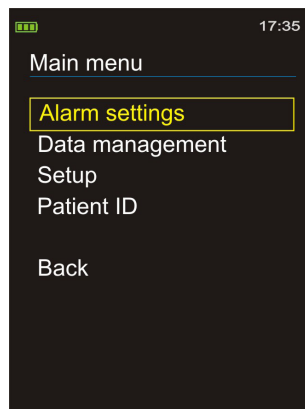 17:35
Main menu
Alarm settings
Data management
Setup
Patient ID
Back